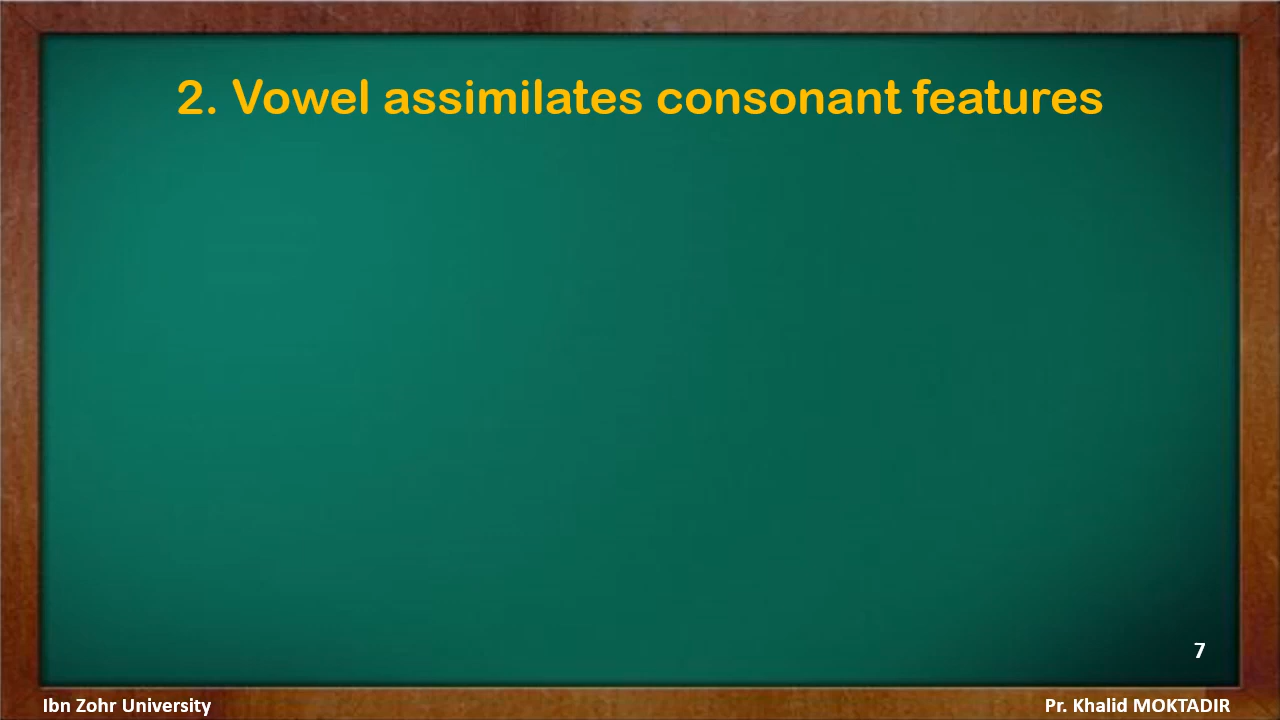 2. Vowel assimilates consonant features
7
Ibn Zohr University
Pr. Khalid MOKTADIR